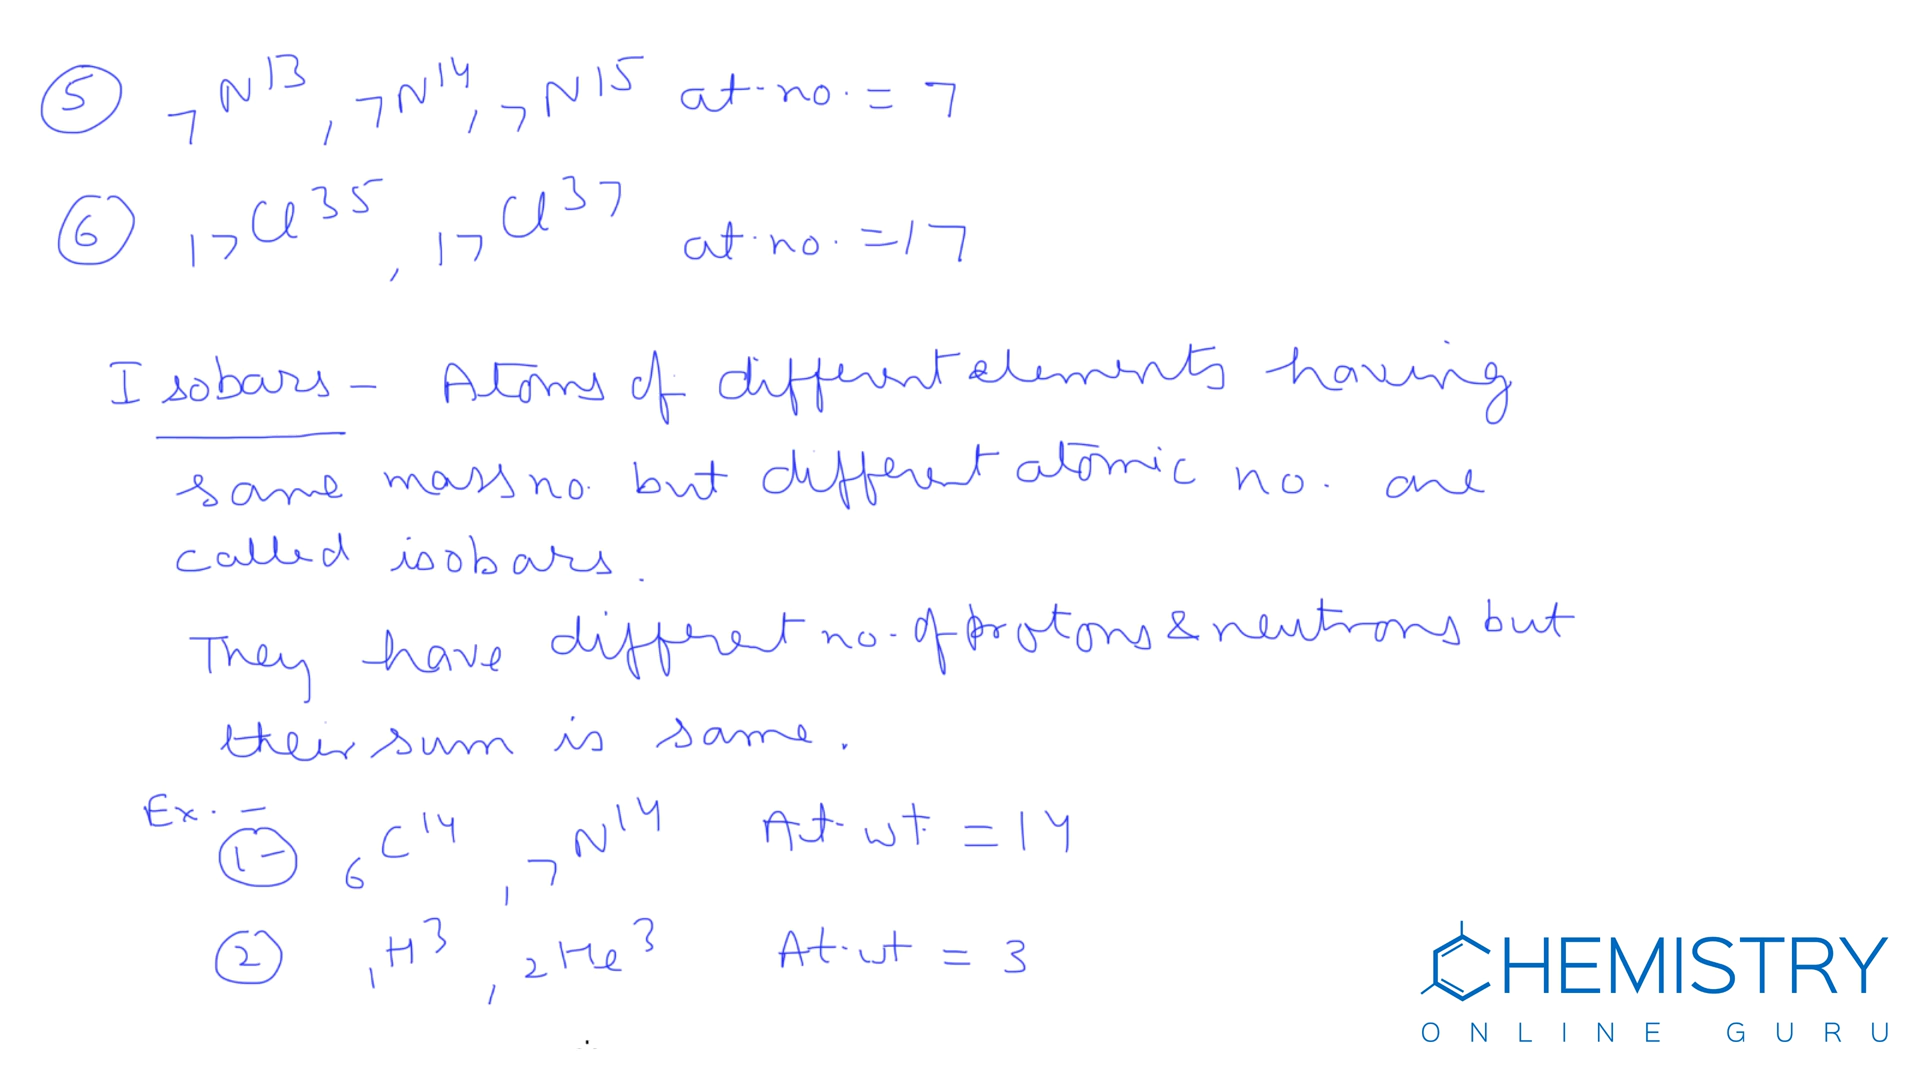 5 ₇N¹³, ₇N¹⁴, ₇N¹⁵ at. no. = 7
6 ₁₇Cl³⁵, ₁₇Cl³⁷ at. no. = 17
Isobars - Atoms of different elements having
same mass no. but different atomic no. are
called isobars.
They have different no. of protons & neutrons but
their sum is same.
Ex. -
1- ₆C¹⁴, ₇N¹⁴ At. wt. = 14
2 ₁H³, ₂He³ At. wt = 3
CHEMISTRY
ONLINE GURU